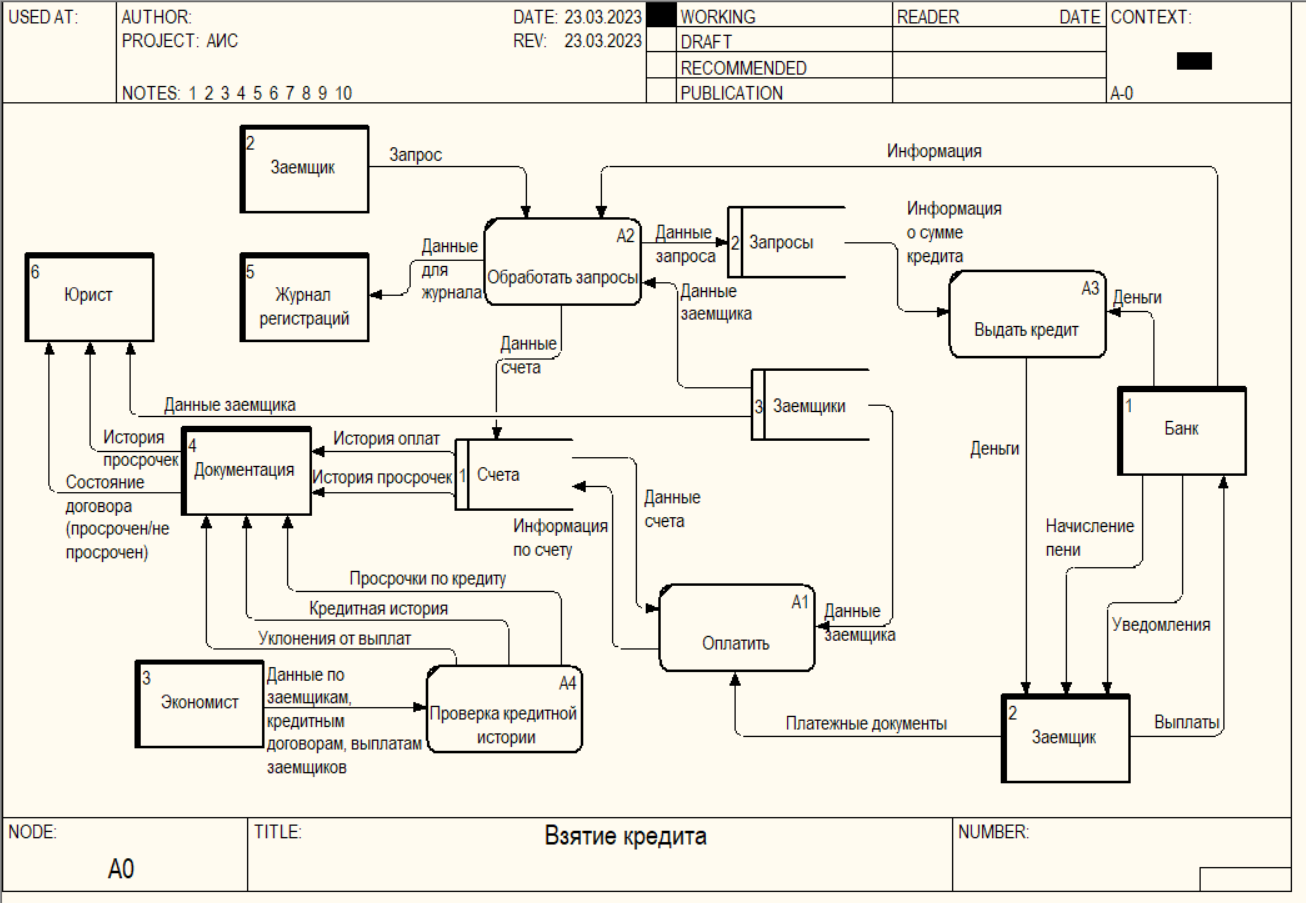 USED AT:
AUTHOR:
DATE: 23.03.2023
PROJECT: АИС
REV: 23.03.2023
NOTES: 1 2 3 4 5 6 7 8 9 10
WORKING
DRAFT
RECOMMENDED
PUBLICATION
READER
DATE
CONTEXT:
A-0
2
Заемщик
Запрос
Информация
A2
Обработать запросы
Данные
запроса
2
Запросы
Информация
о сумме
кредита
Данные
для
журнала
6
Юрист
5
Журнал
регистраций
Данные
заемщика
A3
Выдать кредит
Деньги
Данные
счета
3
Заемщики
1
Банк
Данные заемщика
История
просрочек
4
Документация
История оплат
История просрочек
1
Счета
Деньги
Состояние
договора
(просрочен/не
просрочен)
Данные
счета
Информация
по счету
Начисление
пени
Просрочки по кредиту
Кредитная история
Уклонения от выплат
A1
Оплатить
Данные
заемщика
Уведомления
3
Экономист
Данные по
заемщикам,
кредитным
договорам, выплатам
заемщиков
A4
Проверка кредитной
истории
Платежные документы
2
Заемщик
Выплаты
NODE:
A0
TITLE:
Взятие кредита
NUMBER: